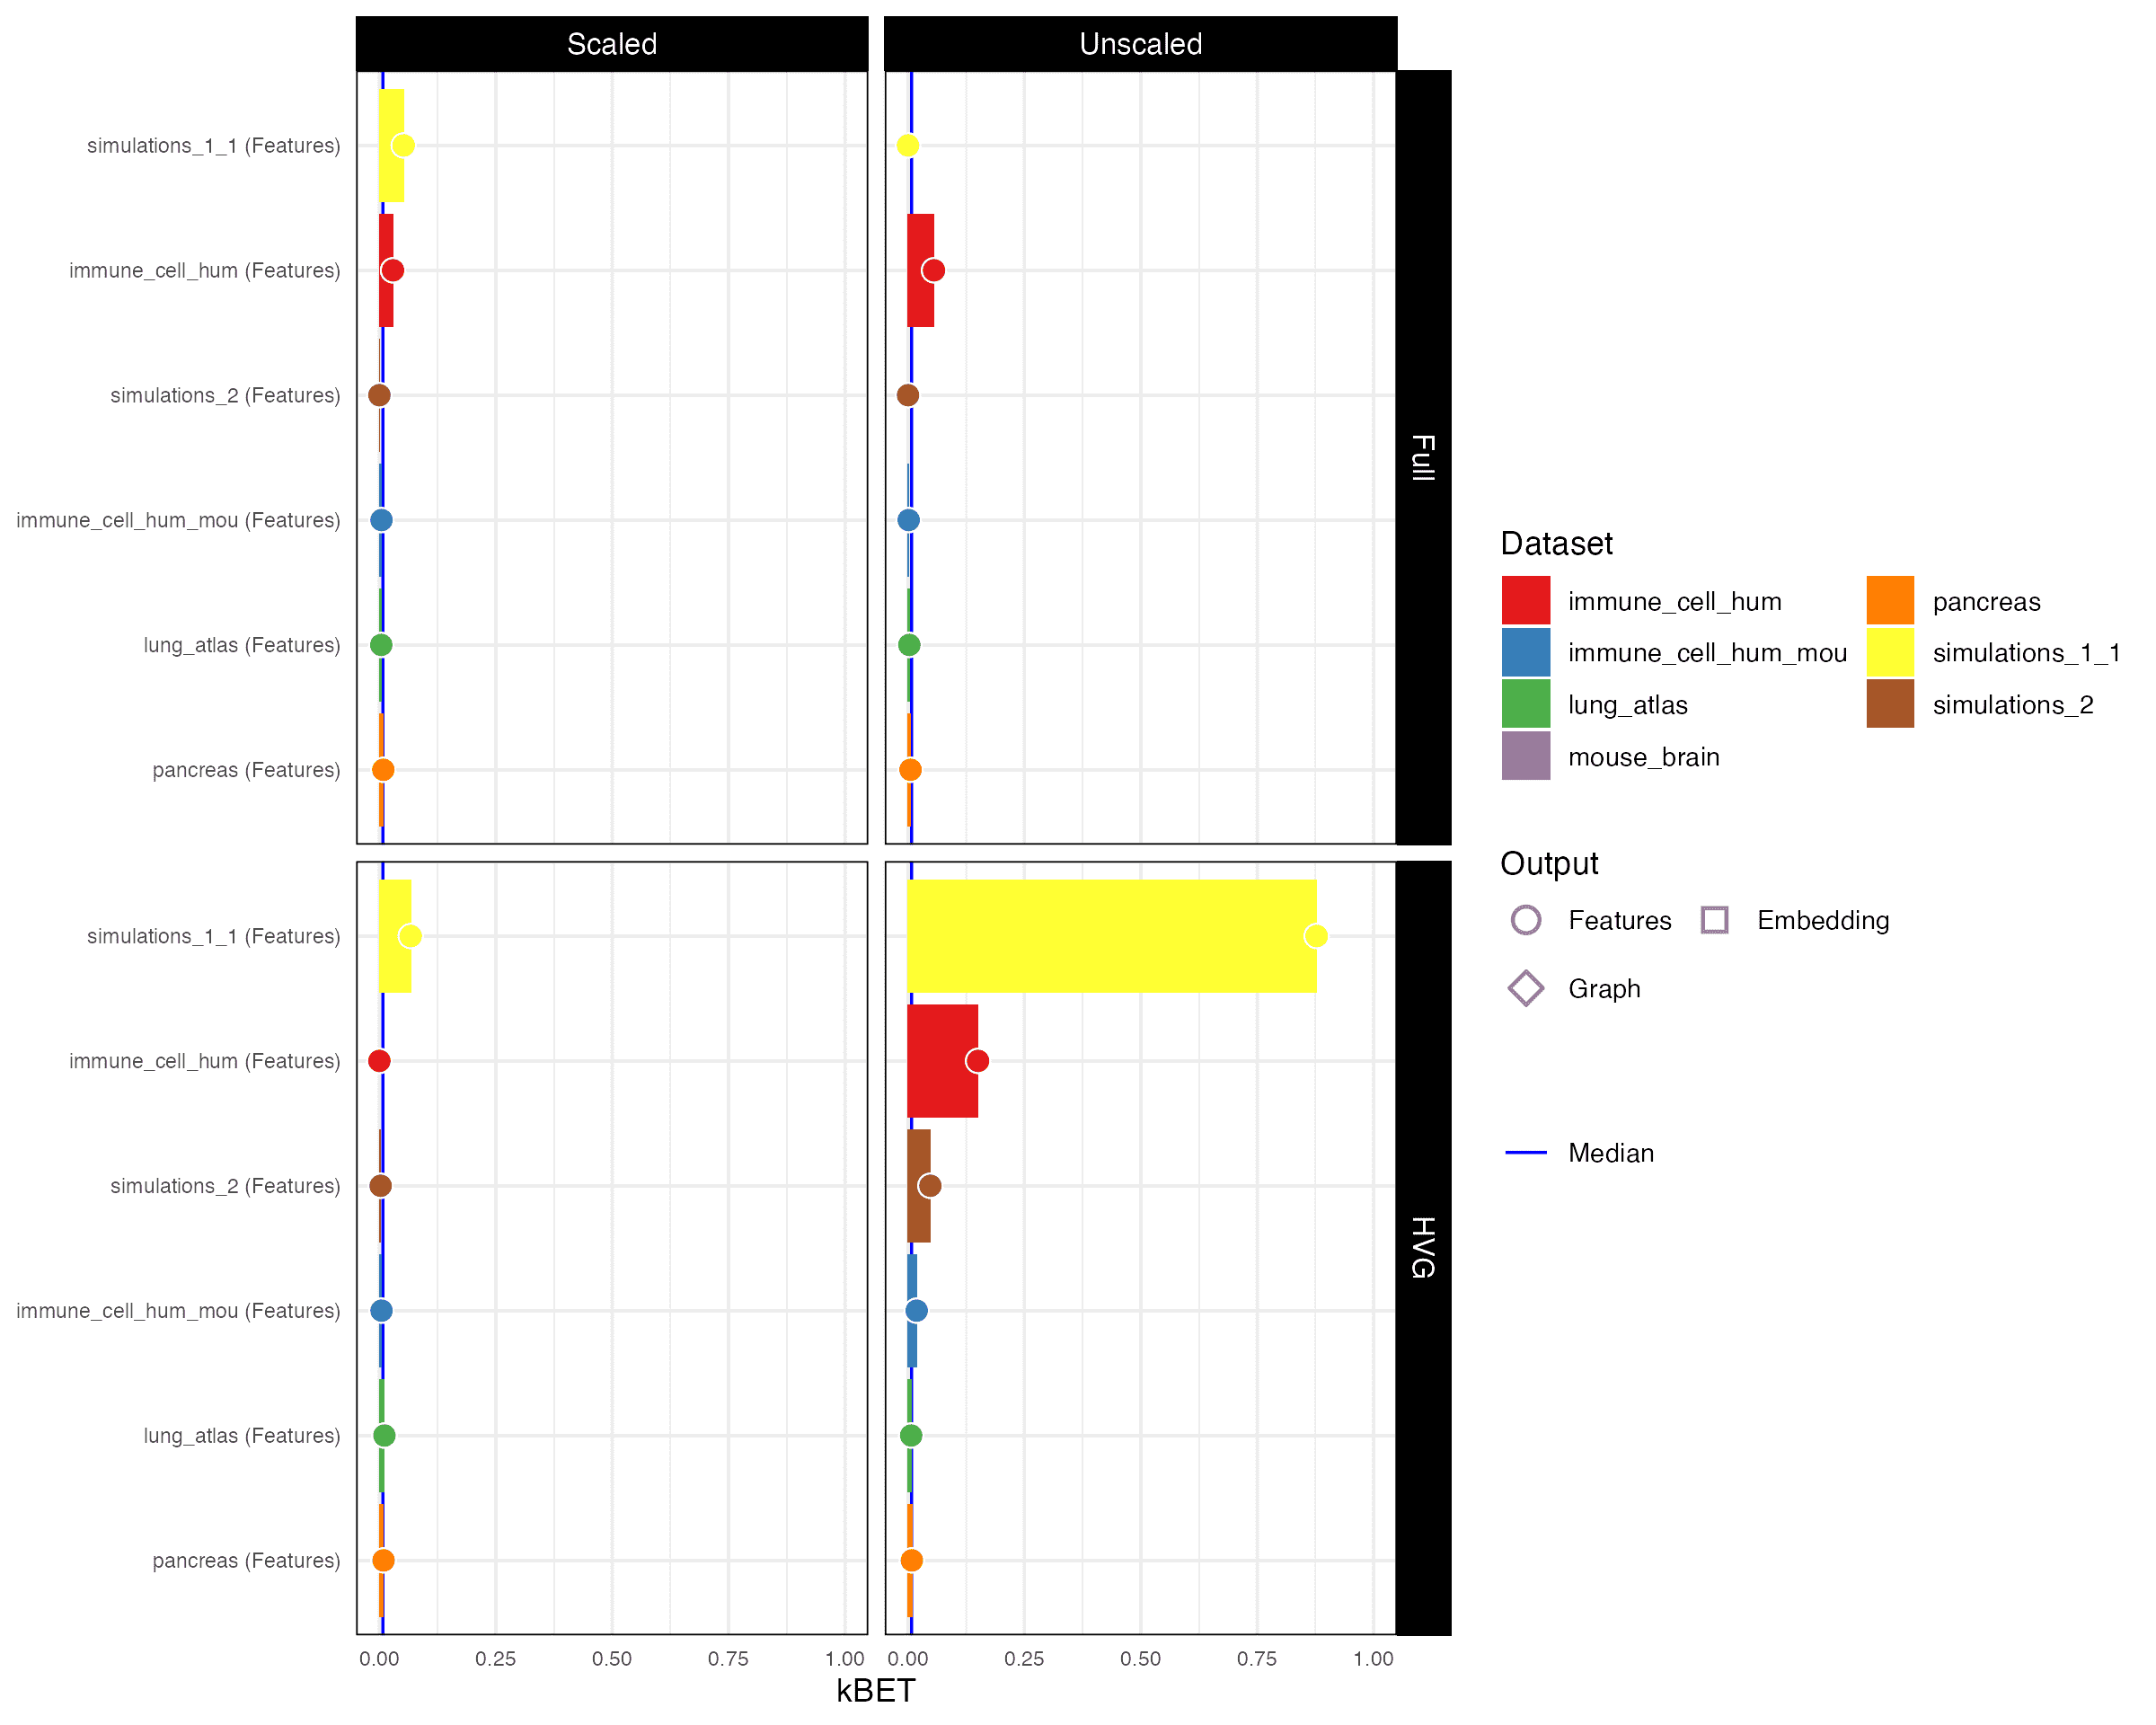 Scaled
Unscaled
simulations_1_1 (Features)
immune_cell_hum (Features)
simulations_2 (Features)
immune_cell_hum_mou (Features)
lung_atlas (Features)
pancreas (Features)
Full
simulations_1_1 (Features)
immune_cell_hum (Features)
simulations_2 (Features)
immune_cell_hum_mou (Features)
lung_atlas (Features)
pancreas (Features)
HVG
0.00 0.25 0.50 0.75 1.00
0.00 0.25 0.50 0.75 1.00
kBET
Dataset
immune_cell_hum
immune_cell_hum_mou
lung_atlas
mouse_brain
pancreas
simulations_1_1
simulations_2
Output
Features
Embedding
Graph
Median